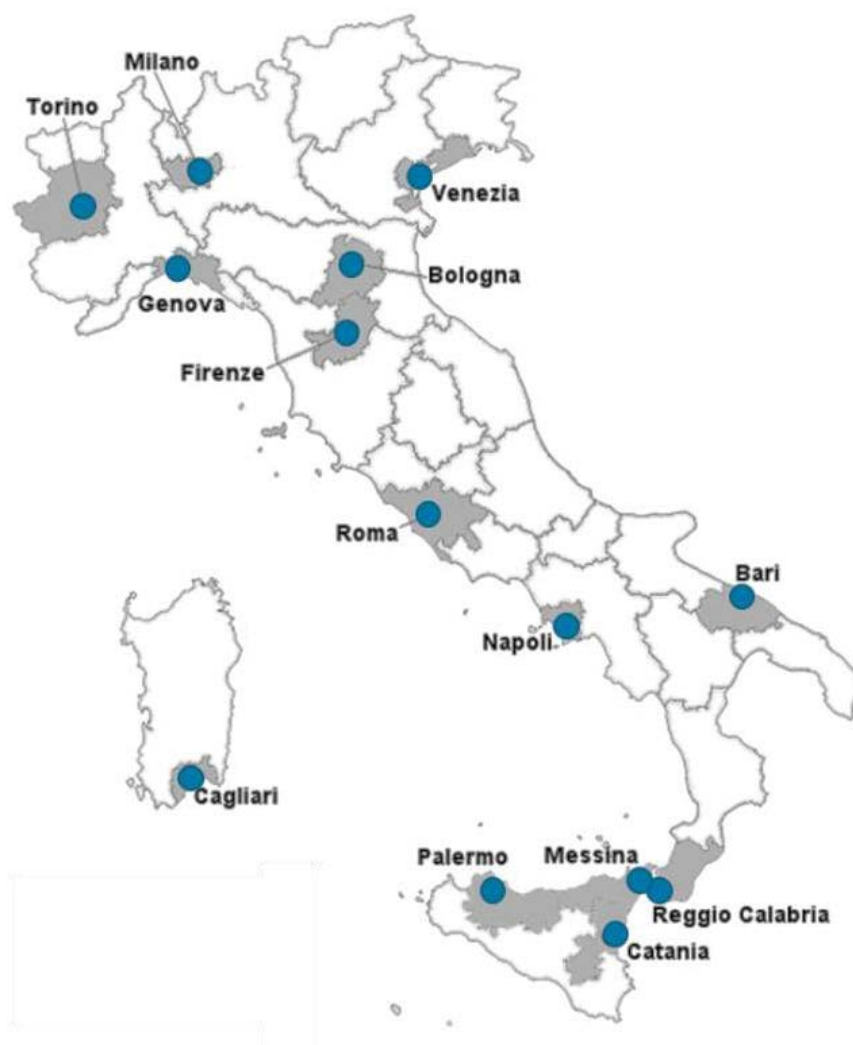 Milano
Torino
Venezia
Bologna
Genova
Firenze
Roma
Bari
Napoli
Cagliari
Palermo
Messina
Reggio Calabria
Catania